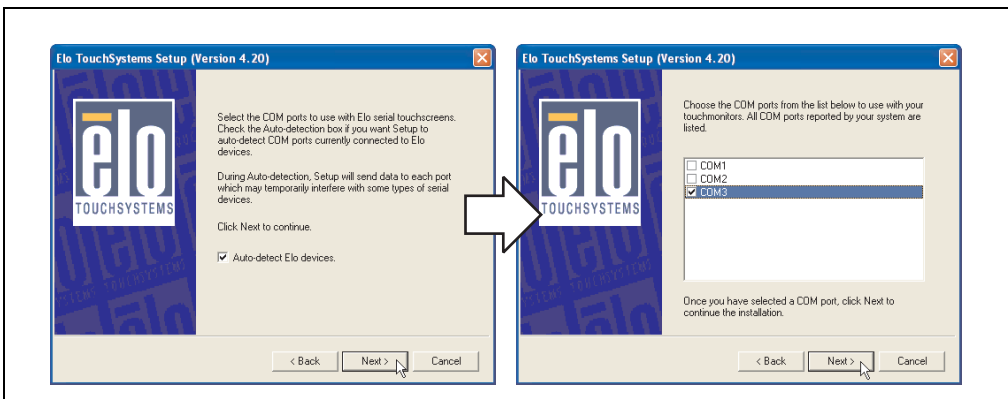 Elo TouchSystems Setup (Version 4.20)
elo
TOUCHSYSTEMS
Select the COM ports to use with Elo serial touchscreens.
Check the Auto-detection box if you want Setup to
auto-detect COM ports currently connected to Elo
devices.
During Auto-detection, Setup will send data to each port
which may temporarily interfere with some types of serial
devices.
Click Next to continue.
Auto-detect Elo devices.
< Back
Next >
Cancel
Elo TouchSystems Setup (Version 4.20)
elo
TOUCHSYSTEMS
Choose the COM ports from the list below to use with your
touchmonitors. All COM ports reported by your system are
listed.
COM1
COM2
COM3
Once you have selected a COM port, click Next to
continue the installation.
< Back
Next >
Cancel